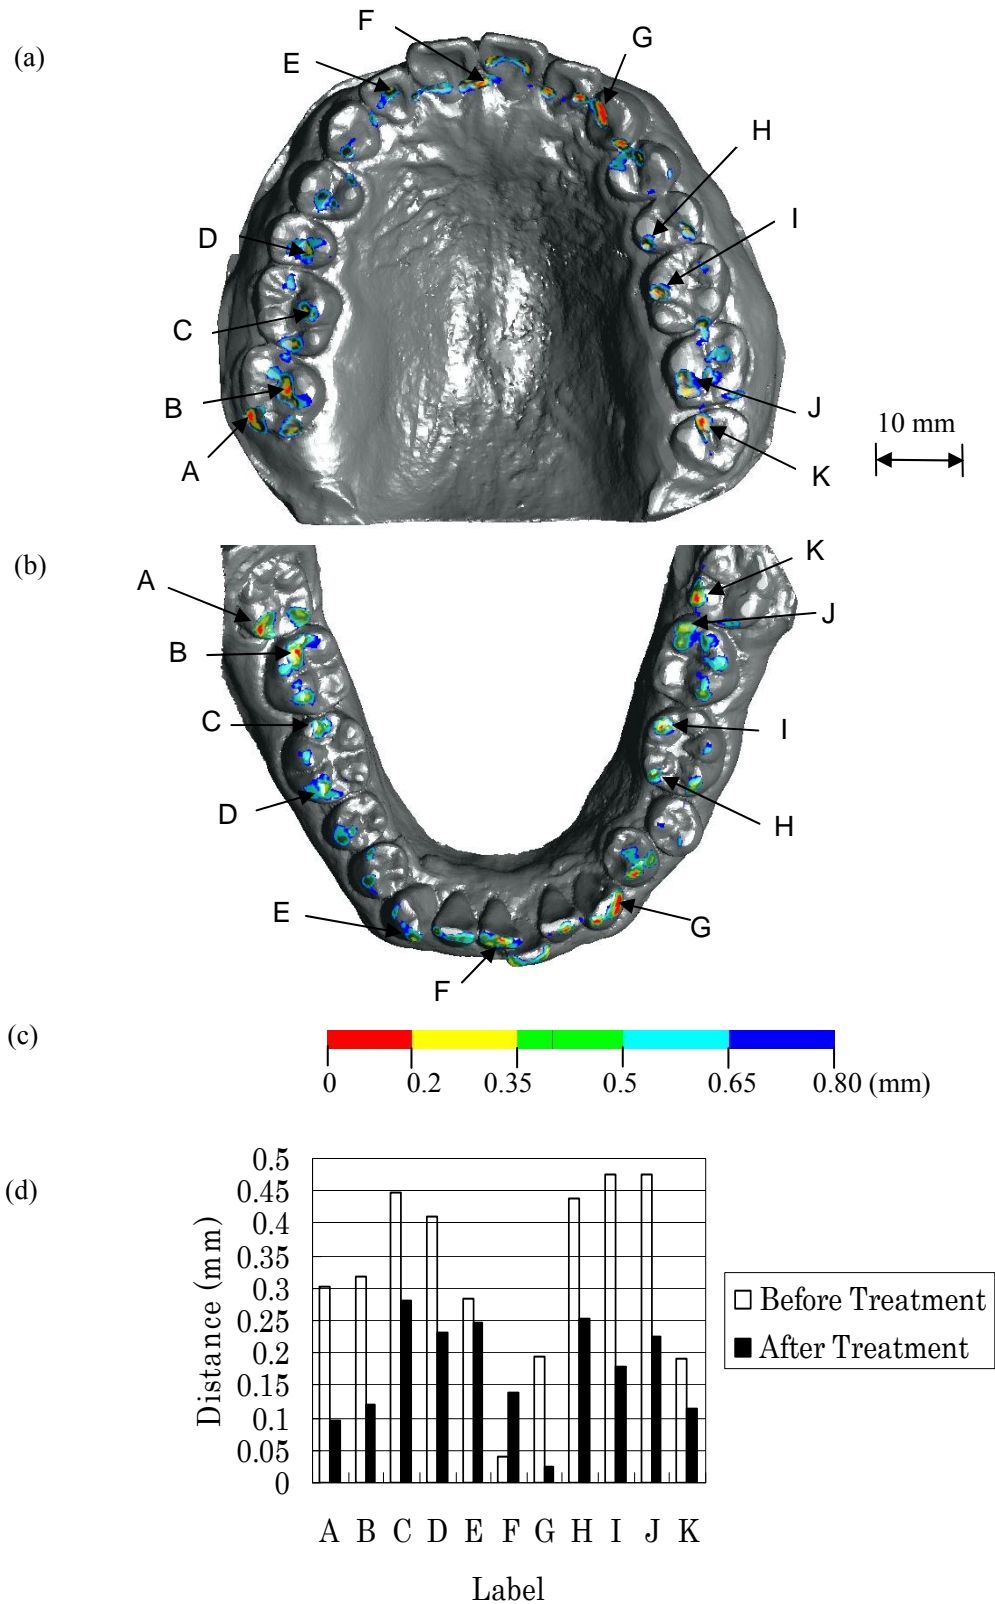 (a)
F
G
E
H
I
D
C
B
A
J
K
10 mm
(b)
K
A
J
B
C
I
D
H
E
G
F
(c)
0 0.2 0.35 0.5 0.65 0.80 (mm)
(d)
0.5
0.45
0.4
0.35
0.3
0.25
0.2
0.15
0.1
0.05
0
Distance (mm)
Before Treatment
After Treatment
A B C D E F G H I J K
Label